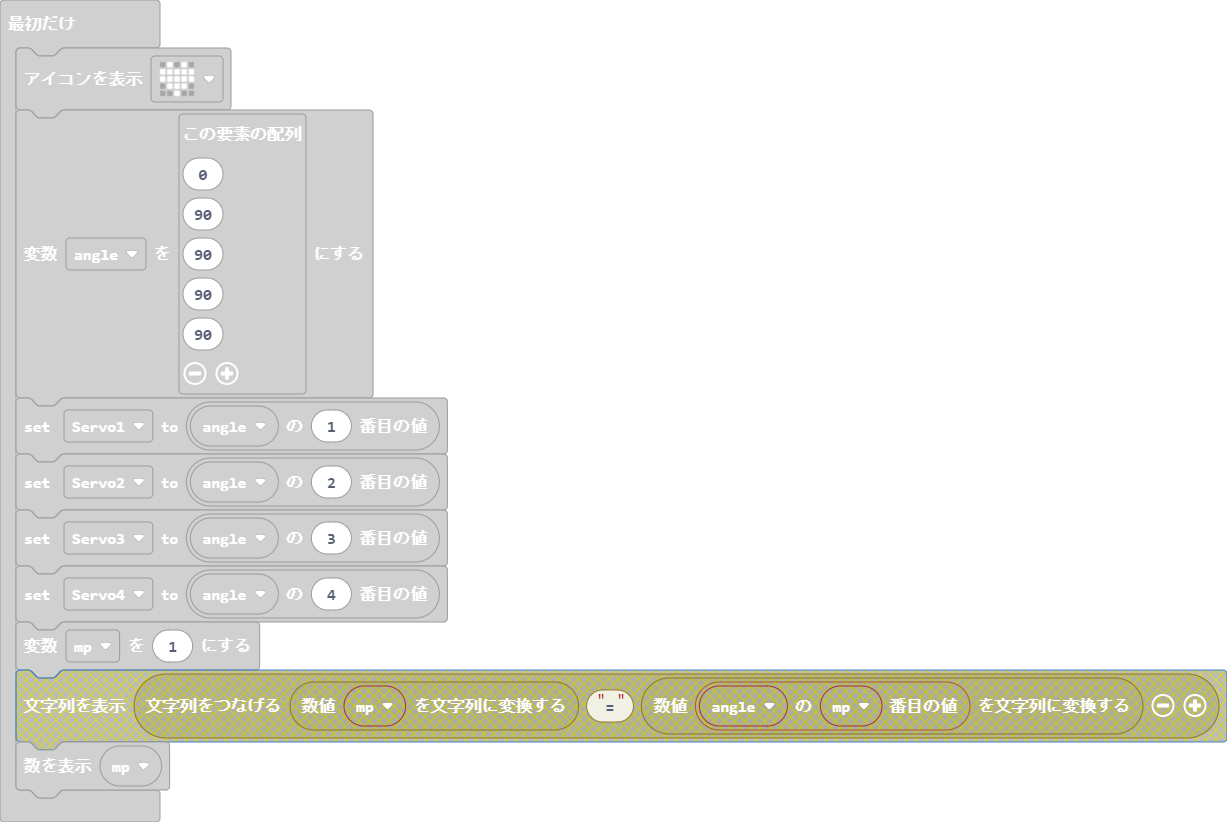 最初だけ
アイコンを表示
この要素の配列
0
90
90
90
90
変数 angle を にする
set Servo1 to angle の 1 番目の値
set Servo2 to angle の 2 番目の値
set Servo3 to angle の 3 番目の値
set Servo4 to angle の 4 番目の値
変数 mp を 1 にする
文字列を表示 文字列をつなげる 数値 mp を文字列に変換する "=" 数値 angle の mp 番目の値 を文字列に変換する
数を表示 mp